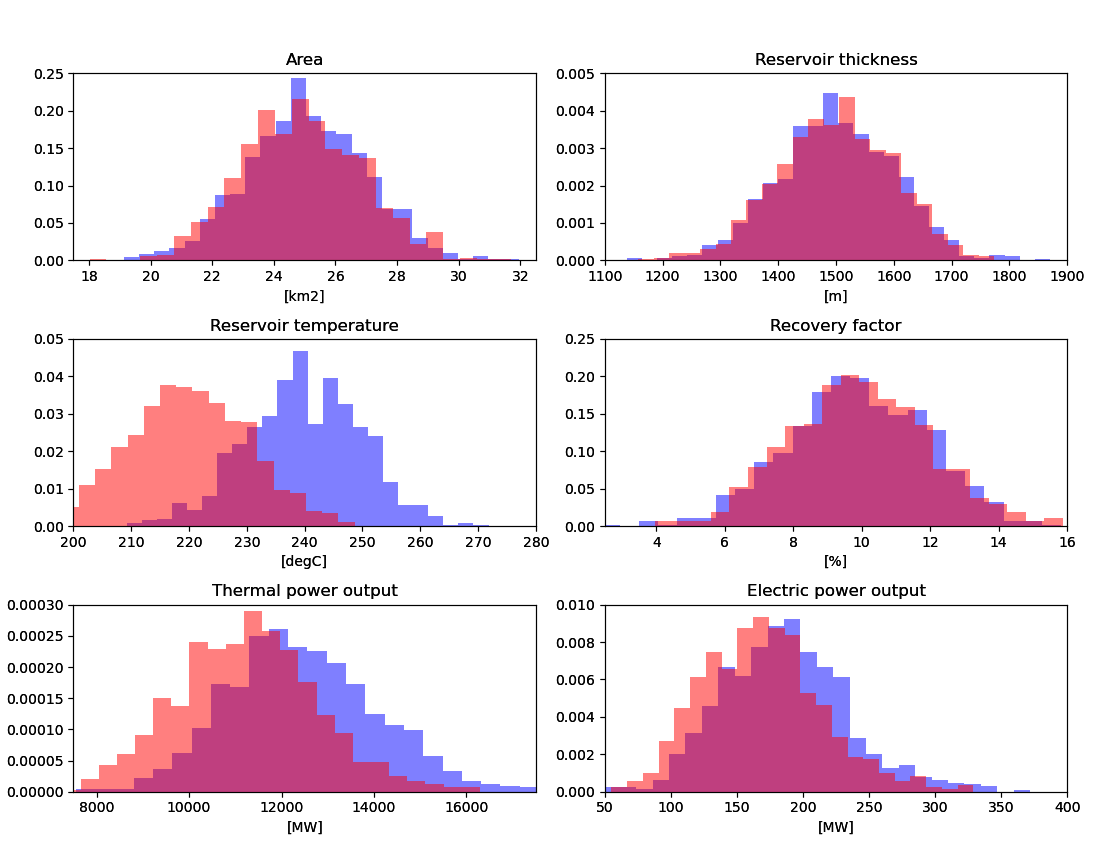 Area
0.25
0.20
0.15
0.10
0.05
0.00
18 20 22 24 26 28 30 32
[km2]
Reservoir thickness
0.005
0.004
0.003
0.002
0.001
0.000
1100 1200 1300 1400 1500 1600 1700 1800 1900
[m]
Reservoir temperature
0.05
0.04
0.03
0.02
0.01
0.00
200 210 220 230 240 250 260 270 280
[degC]
Recovery factor
0.25
0.20
0.15
0.10
0.05
0.00
4 6 8 10 12 14 16
[%]
Thermal power output
0.00030
0.00025
0.00020
0.00015
0.00010
0.00005
0.00000
8000 10000 12000 14000 16000
[MW]
Electric power output
0.010
0.008
0.006
0.004
0.002
0.000
50 100 150 200 250 300 350 400
[MW]